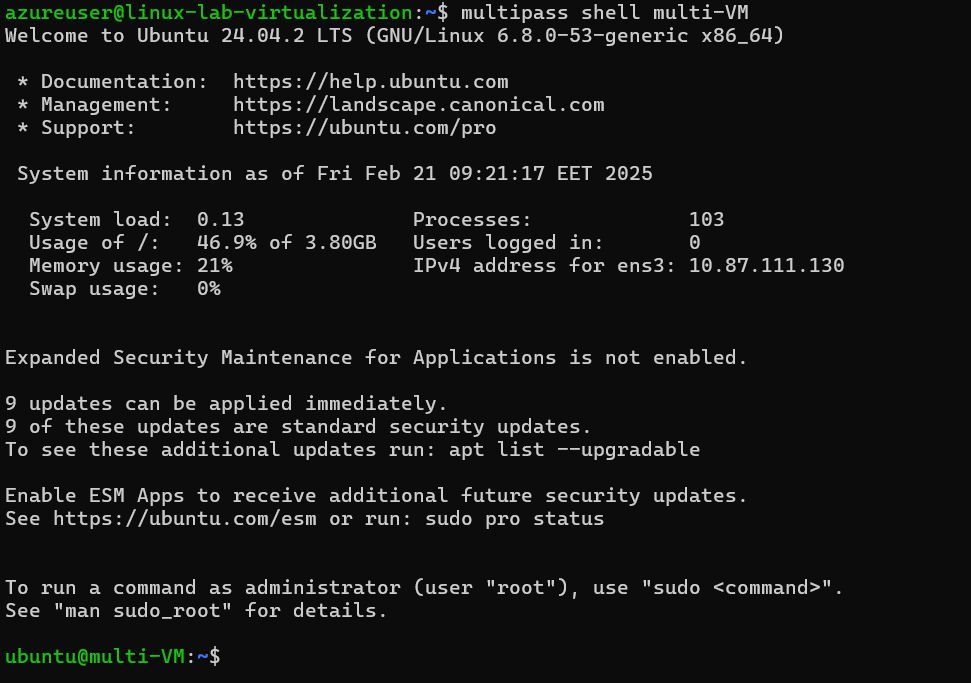 azureuser@linux-lab-virtualization:~$ multipass shell multi-VM
Welcome to Ubuntu 24.04.2 LTS (GNU/Linux 6.8.0-53-generic x86_64)
* Documentation:  https://help.ubuntu.com
* Management:     https://landscape.canonical.com
* Support:        https://ubuntu.com/pro
System information as of Fri Feb 21 09:21:17 EET 2025
System load:  0.13              Processes:             103
Usage of /:   46.9% of 3.80GB   Users logged in:       0
Memory usage: 21%               IPv4 address for ens3: 10.87.111.130
Swap usage:   0%
Expanded Security Maintenance for Applications is not enabled.
9 updates can be applied immediately.
9 of these updates are standard security updates.
To see these additional updates run: apt list --upgradable
Enable ESM Apps to receive additional future security updates.
See https://ubuntu.com/esm or run: sudo pro status
To run a command as administrator (user "root"), use "sudo <command>".
See "man sudo_root" for details.
ubuntu@multi-VM:~$